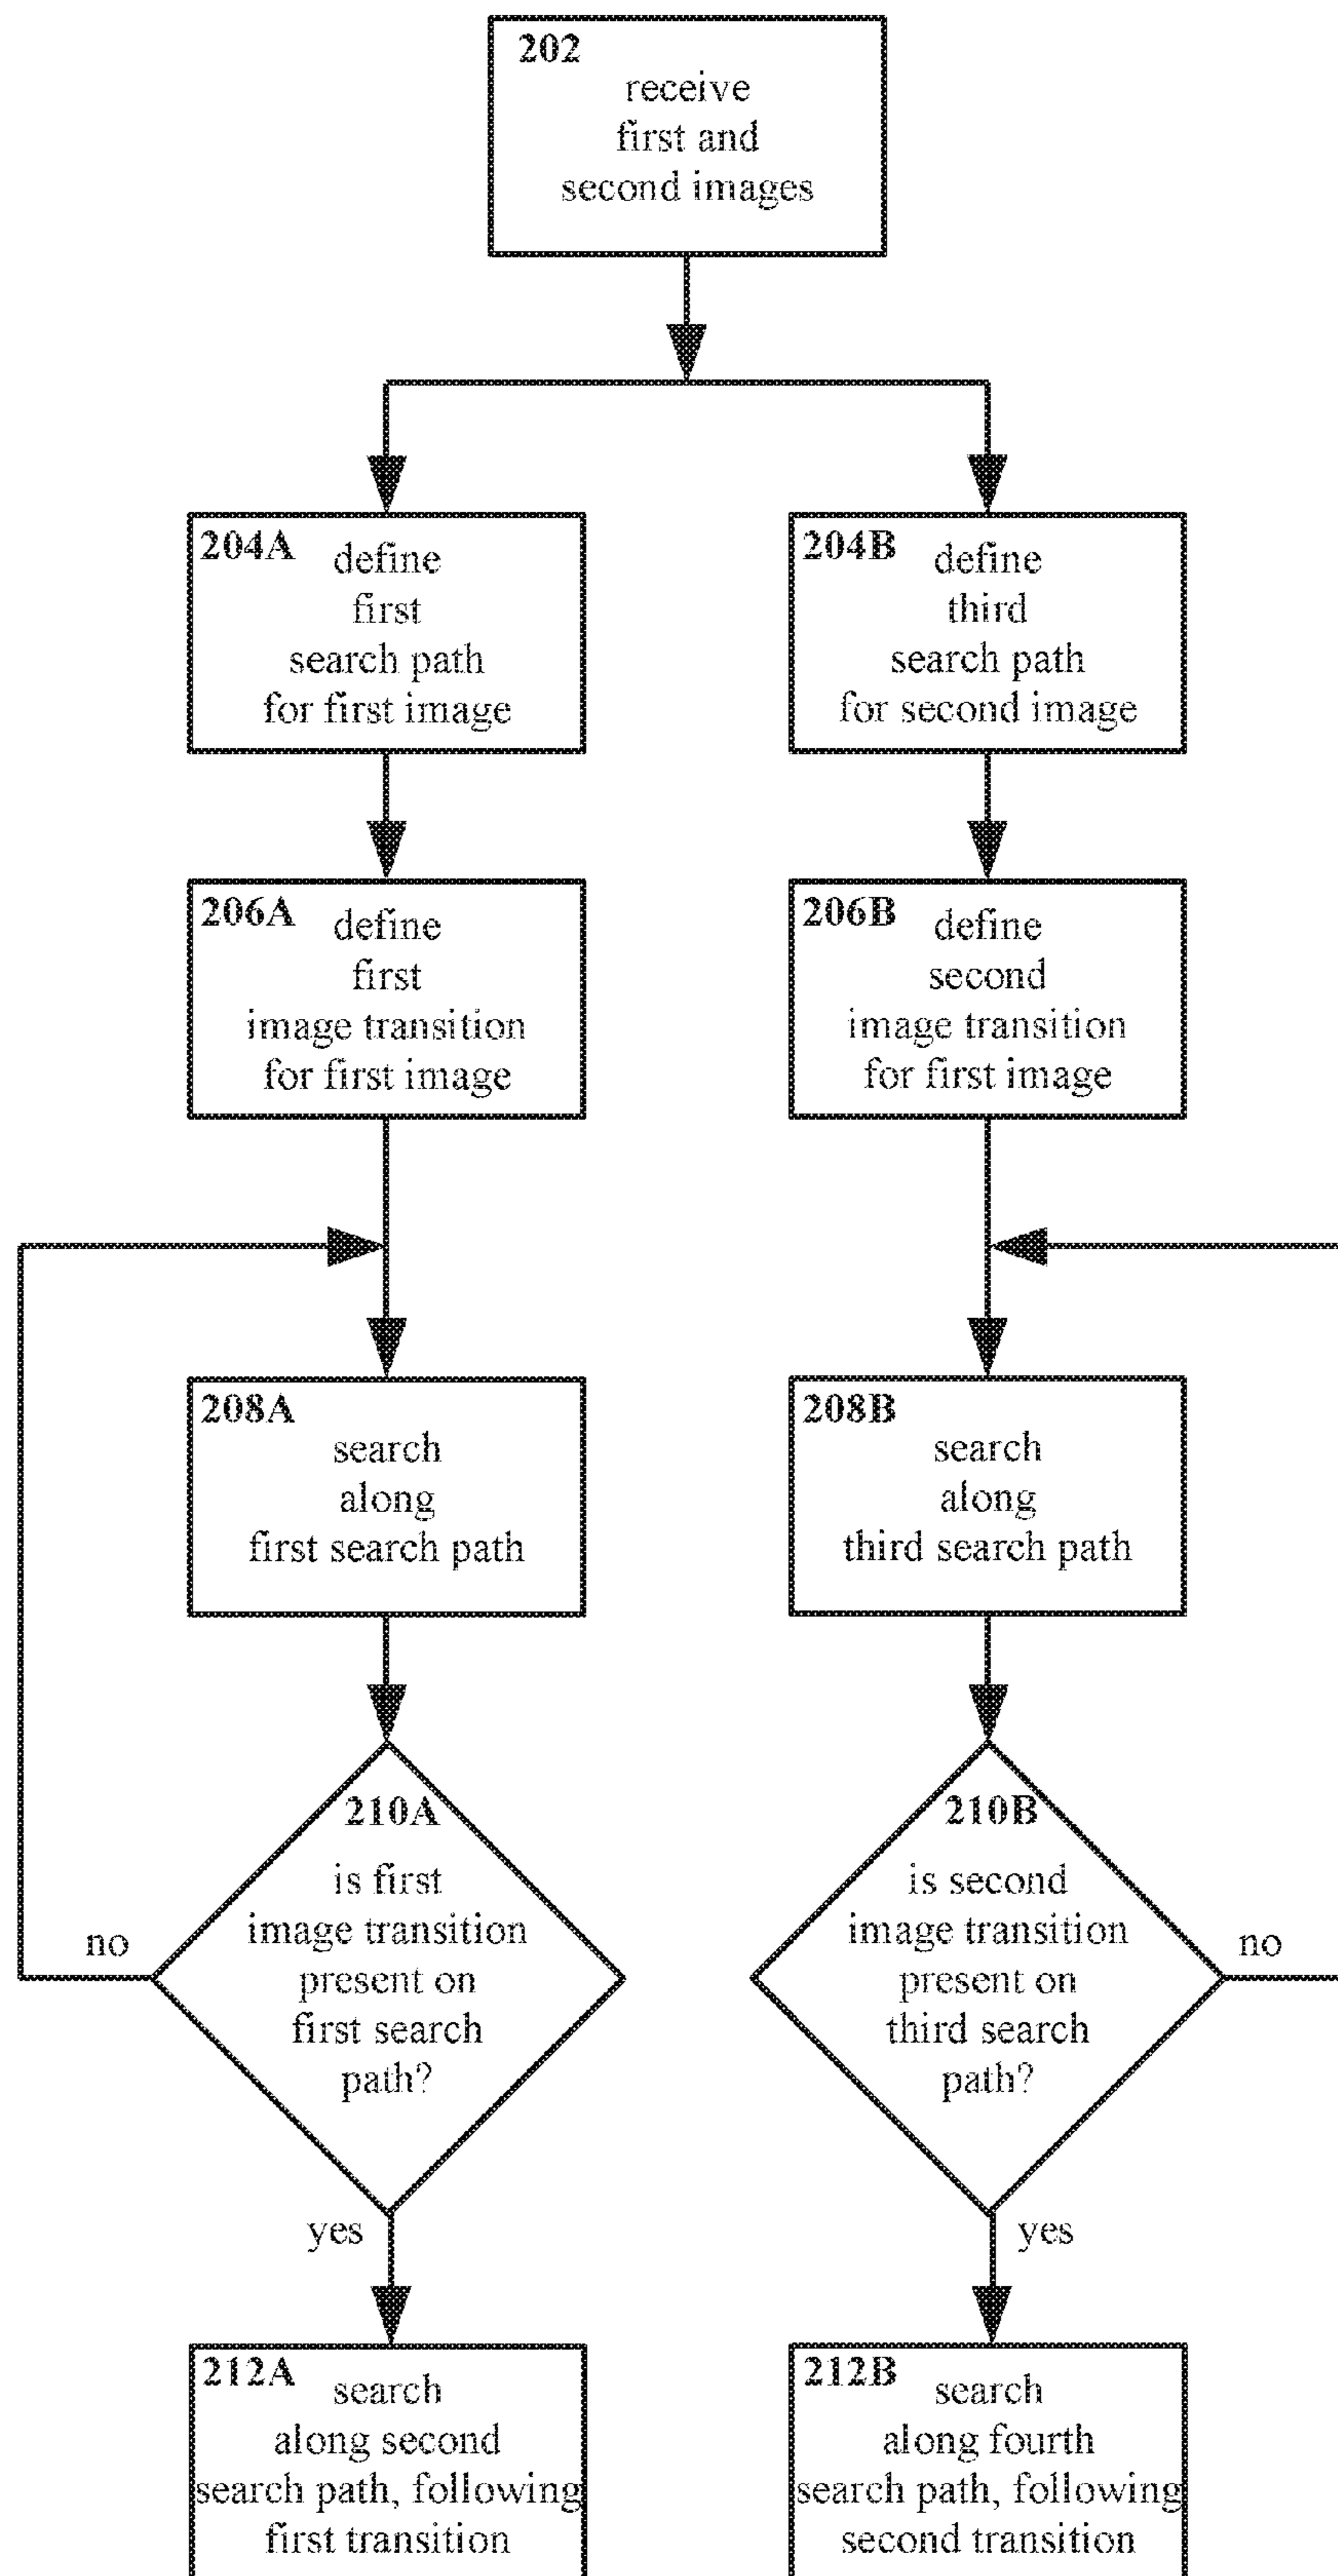 202
receive
first and
second images
204A
define
first
search path
for first image
204B
define
third
search path
for second image
206A
define
first
image transition
for first image
206B
define
second
image transition
for first image
208A
search
along
first search path
208B
search
along
third search path
210A
is first
image transition
present on
first search
path?
no
yes
210B
is second
image transition
present on
third search
path?
no
yes
212A
search
along second
search path, following
first transition
212B
search
along fourth
search path, following
second transition